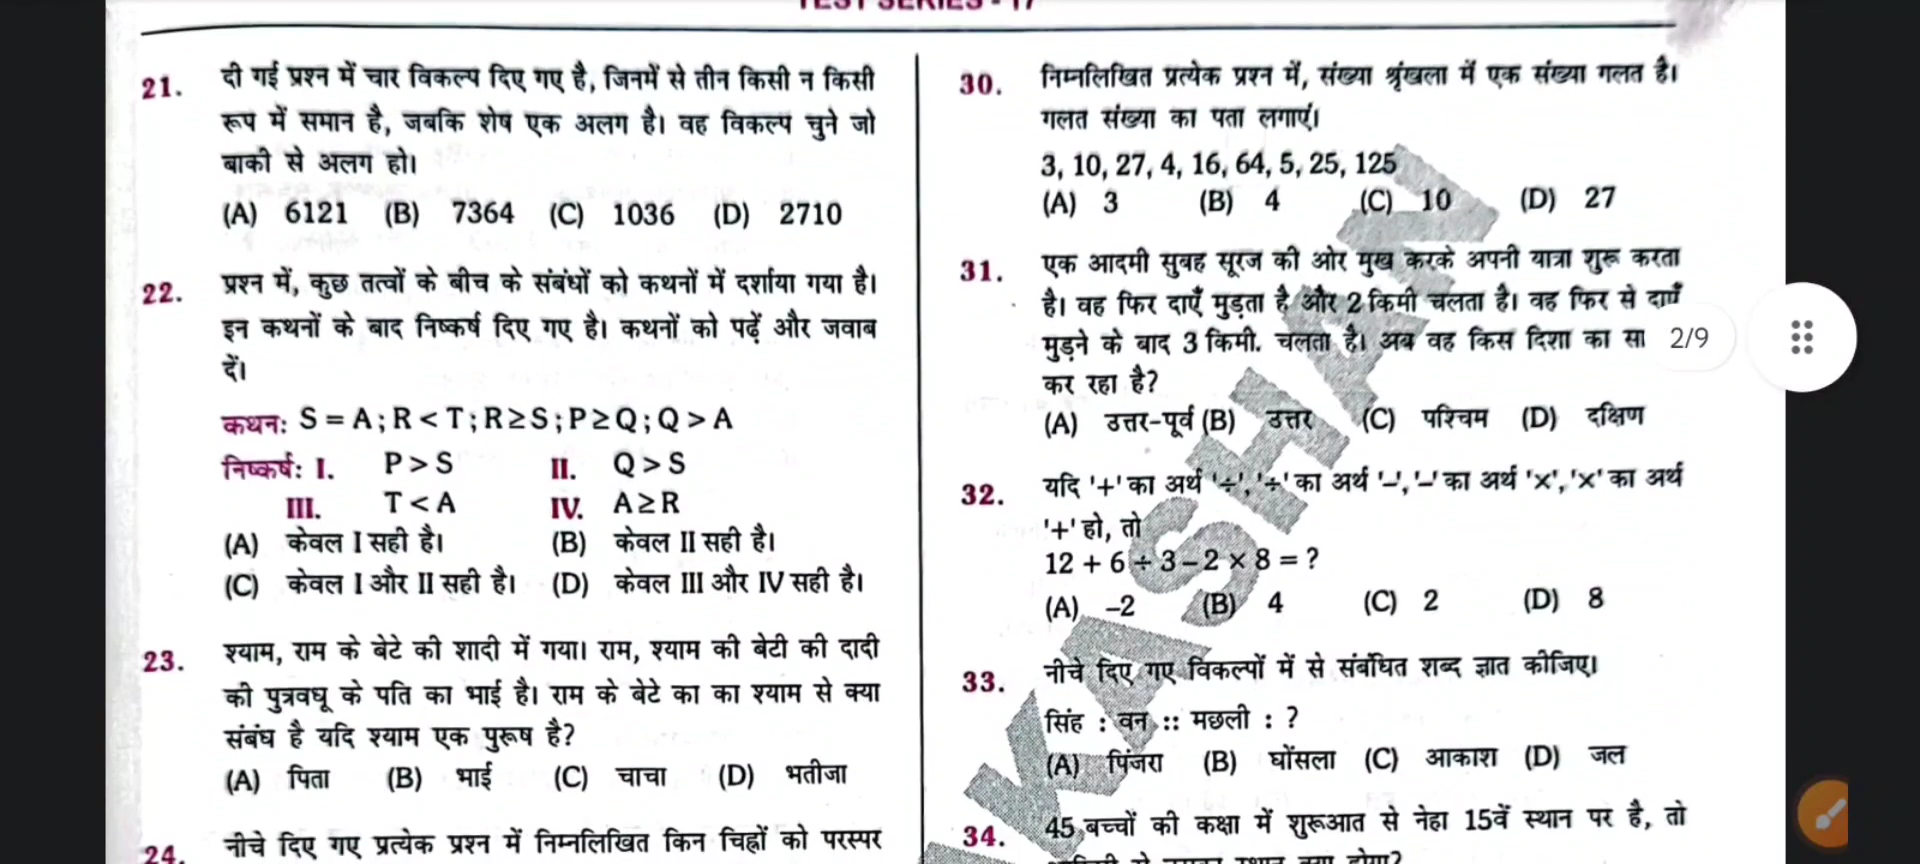 TEST SERIES - 17
21. दी गई प्रश्न में चार विकल्प दिए गए है, जिनमें से तीन किसी न किसी
रूप में समान है, जबकि शेष एक अलग है। वह विकल्प चुने जो
बाकी से अलग हो।
(A) 6121 (B) 7364 (C) 1036 (D) 2710
22. प्रश्न में, कुछ तत्वों के बीच के संबंधों को कथनों में दर्शाया गया है।
इन कथनों के बाद निष्कर्ष दिए गए है। कथनों को पढ़ें और जवाब
दें।
कथन: S = A ; R < T ; R ≥ S ; P ≥ Q ; Q > A
निष्कर्ष: I. P > S II. Q > S
III. T < A IV. A ≥ R
(A) केवल I सही है। (B) केवल II सही है।
(C) केवल I और II सही है। (D) केवल III और IV सही है।
23. श्याम, राम के बेटे की शादी में गया। राम, श्याम की बेटी की दादी
की पुत्रवधू के पति का भाई है। राम के बेटे का का श्याम से क्या
संबंध है यदि श्याम एक पुरूष है?
(A) पिता (B) भाई (C) चाचा (D) भतीजा
24. नीचे दिए गए प्रत्येक प्रश्न में निम्नलिखित किन चिह्नों को परस्पर
30. निम्नलिखित प्रत्येक प्रश्न में, संख्या श्रृंखला में एक संख्या गलत है।
गलत संख्या का पता लगाएं।
3, 10, 27, 4, 16, 64, 5, 25, 125
(A) 3 (B) 4 (C) 10 (D) 27
31. एक आदमी सुबह सूरज की ओर मुख करके अपनी यात्रा शुरू करता
है। वह फिर दाएँ मुड़ता है और 2 किमी चलता है। वह फिर से दाएँ
मुड़ने के बाद 3 किमी. चलता है। अब वह किस दिशा का सा
कर रहा है?
(A) उत्तर-पूर्व (B) उत्तर (C) पश्चिम (D) दक्षिण
32. यदि '+' का अर्थ '÷', '÷' का अर्थ '–', '–' का अर्थ 'x', 'x' का अर्थ
'+' हो, तो
12 + 6 ÷ 3 – 2 × 8 = ?
(A) –2 (B) 4 (C) 2 (D) 8
33. नीचे दिए गए विकल्पों में से संबंधित शब्द ज्ञात कीजिए।
सिंह : वन :: मछली : ?
(A) पिंजरा (B) घोंसला (C) आकाश (D) जल
34. 45 बच्चों की कक्षा में शुरूआत से नेहा 15वें स्थान पर है, तो
2/9
KASHAN